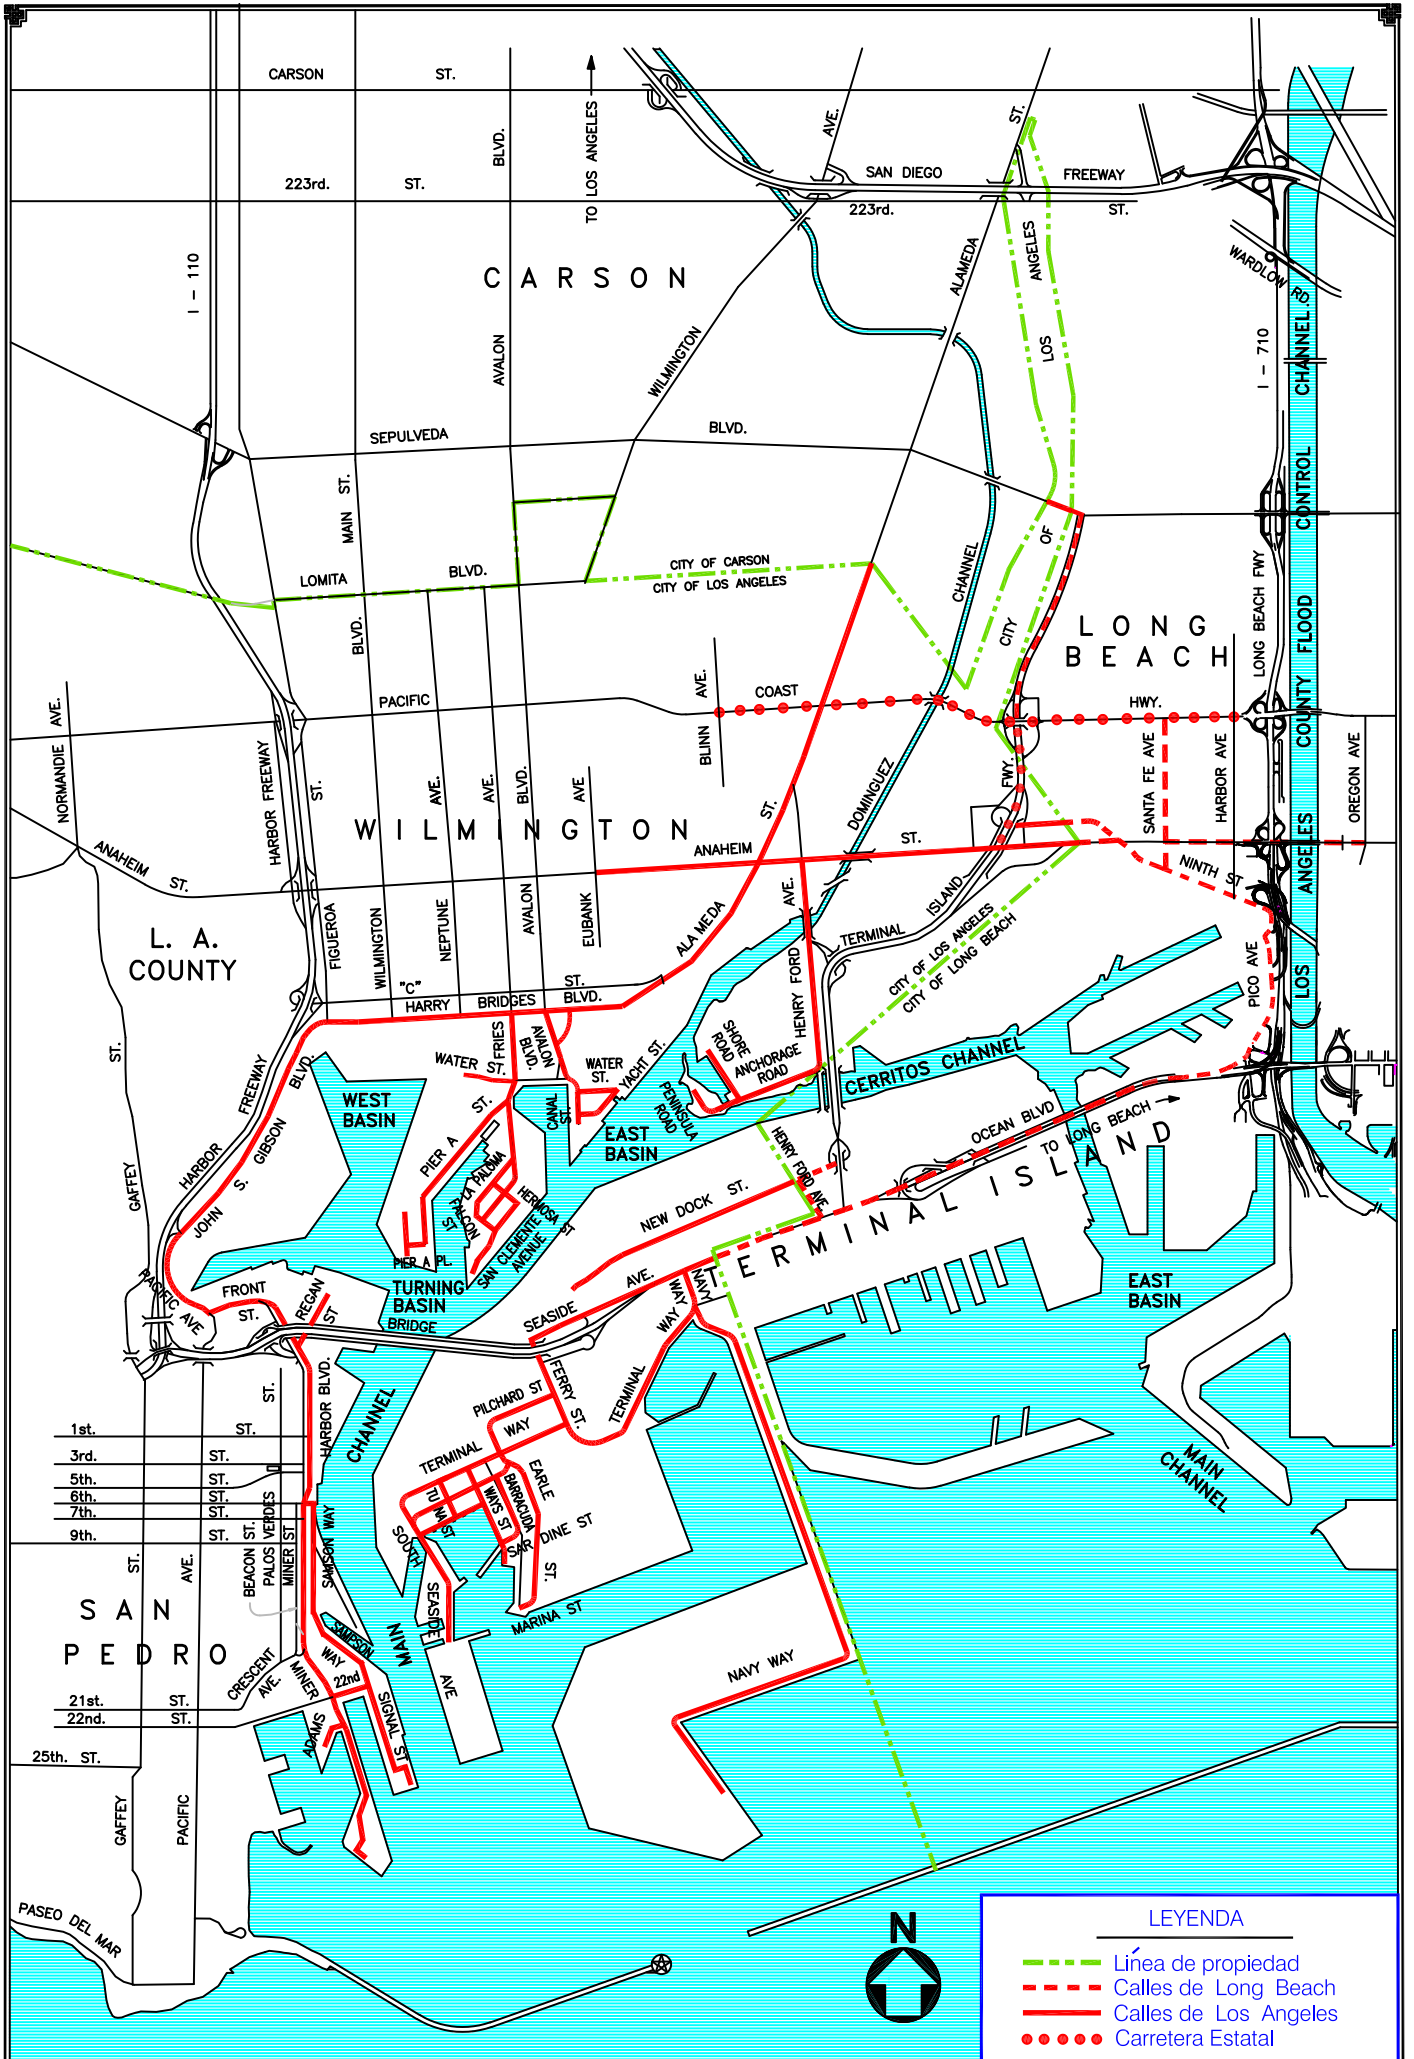 CARSON ST.
TO LOS ANGELES
BLVD.
AVE.
ST.
SAN DIEGO FREEWAY
223rd. ST.
223rd. ST.
I - 110
CARSON
AVALON
WILMINGTON
ALAMEDA
LOS ANGELES
WARDLOW RD
I - 710
SEPULVEDA BLVD.
MAIN ST.
LOMITA BLVD.
CITY OF CARSON
CITY OF LOS ANGELES
CHANNEL
CITY OF
LONG BEACH FWY
LOS ANGELES COUNTY FLOOD CONTROL CHANNEL
LONG
BEACH
BLVD.
PACIFIC COAST HWY.
NORMANDIE AVE.
HARBOR FREEWAY
ST.
AVE.
AVE.
BLVD.
AVE
BLINN AVE.
ST.
DOMINGUEZ
FWY.
SANTA FE AVE
HARBOR AVE
OREGON AVE
WILMINGTON
ANAHEIM ST.
ANAHEIM ST.
NINTH ST
L. A.
COUNTY
FIGUEROA
WILMINGTON
NEPTUNE
AVALON
EUBANK
ALAMEDA
AVE.
HENRY FORD
TERMINAL ISLAND
CITY OF LOS ANGELES
CITY OF LONG BEACH
PICO AVE
"C" ST.
HARRY BRIDGES BLVD.
ST.
FREEWAY
BLVD.
WATER ST.
FRIES
AVALON
BLVD.
WATER
ST.
YACHT ST.
SHORE
ROAD
ANCHORAGE
ROAD
CERRITOS CHANNEL
WEST
BASIN
ST.
CANAL
ST.
EAST
BASIN
PENINSULA
ROAD
HENRY FORD AVE.
OCEAN BLVD
TO LONG BEACH
TERMINAL ISLAND
GAFFEY
HARBOR
JOHN S. GIBSON
PIER A
LA PALOMA
FALCON
ST
HERMOSA ST
SAN CLEMENTE
AVENUE
NEW DOCK ST.
PIER A PL.
TURNING
BASIN
BRIDGE
PACIFIC
AVE
FRONT
ST.
REGAN
ST
SEASIDE AVE.
NAVY
WAY
EAST
BASIN
HARBOR BLVD.
CHANNEL
FERRY ST.
TERMINAL WAY
PILCHARD ST
TERMINAL WAY
EARLE
ST.
TUNA ST
WAYS ST
BARRACUDA
SARDINE ST
MARINA ST
SOUTH
SEASIDE
AVE
MAIN
CHANNEL
1st. ST.
3rd. ST.
5th. ST.
6th. ST.
7th. ST.
9th. ST.
ST.
AVE.
ST.
BEACON ST.
PALOS VERDES
MINER ST
SAMSON WAY
SAN
PEDRO
SAMPSON
WAY
MAIN
CRESCENT
AVE.
MINER
22nd
SIGNAL ST
ADAMS
NAVY WAY
21st. ST.
22nd. ST.
25th. ST.
GAFFEY
PACIFIC
PASEO DEL MAR
N
LEYENDA
Línea de propiedad
Calles de Long Beach
Calles de Los Angeles
Carretera Estatal